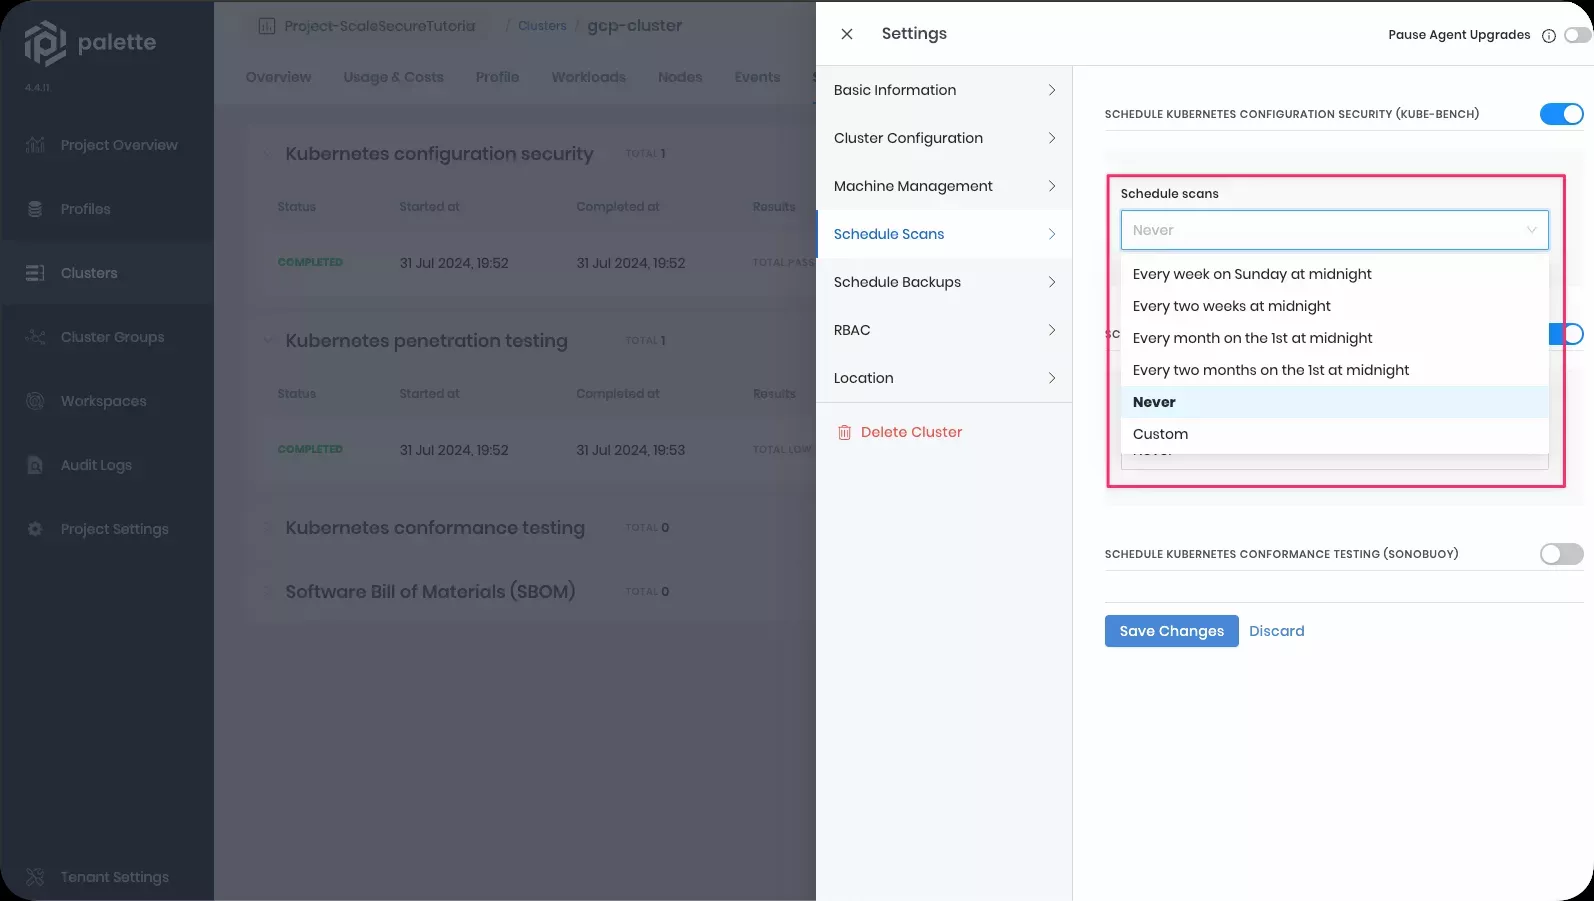 palette
4.4.11
Project Overview
Profiles
Clusters
Cluster Groups
Workspaces
Audit Logs
Project Settings
Tenant Settings
Project-ScaleSecureTutoria / Clusters / gcp-cluster
Overview Usage & Costs Profile Workloads Nodes Events
Kubernetes configuration security TOTAL 1
Status Started at Completed at Results
COMPLETED 31 Jul 2024, 19:52 31 Jul 2024, 19:52 TOTAL PASS
Kubernetes penetration testing TOTAL 1
Status Started at Completed at Results
COMPLETED 31 Jul 2024, 19:52 31 Jul 2024, 19:53 TOTAL LOW
Kubernetes conformance testing TOTAL 0
Software Bill of Materials (SBOM) TOTAL 0
Settings
Pause Agent Upgrades
Basic Information
Cluster Configuration
Machine Management
Schedule Scans
Schedule Backups
RBAC
Location
Delete Cluster
SCHEDULE KUBERNETES CONFIGURATION SECURITY (KUBE-BENCH)
Schedule scans
Never
Every week on Sunday at midnight
Every two weeks at midnight
Every month on the 1st at midnight
Every two months on the 1st at midnight
Never
Custom
SCHEDULE KUBERNETES CONFORMANCE TESTING (SONOBUOY)
Save Changes Discard